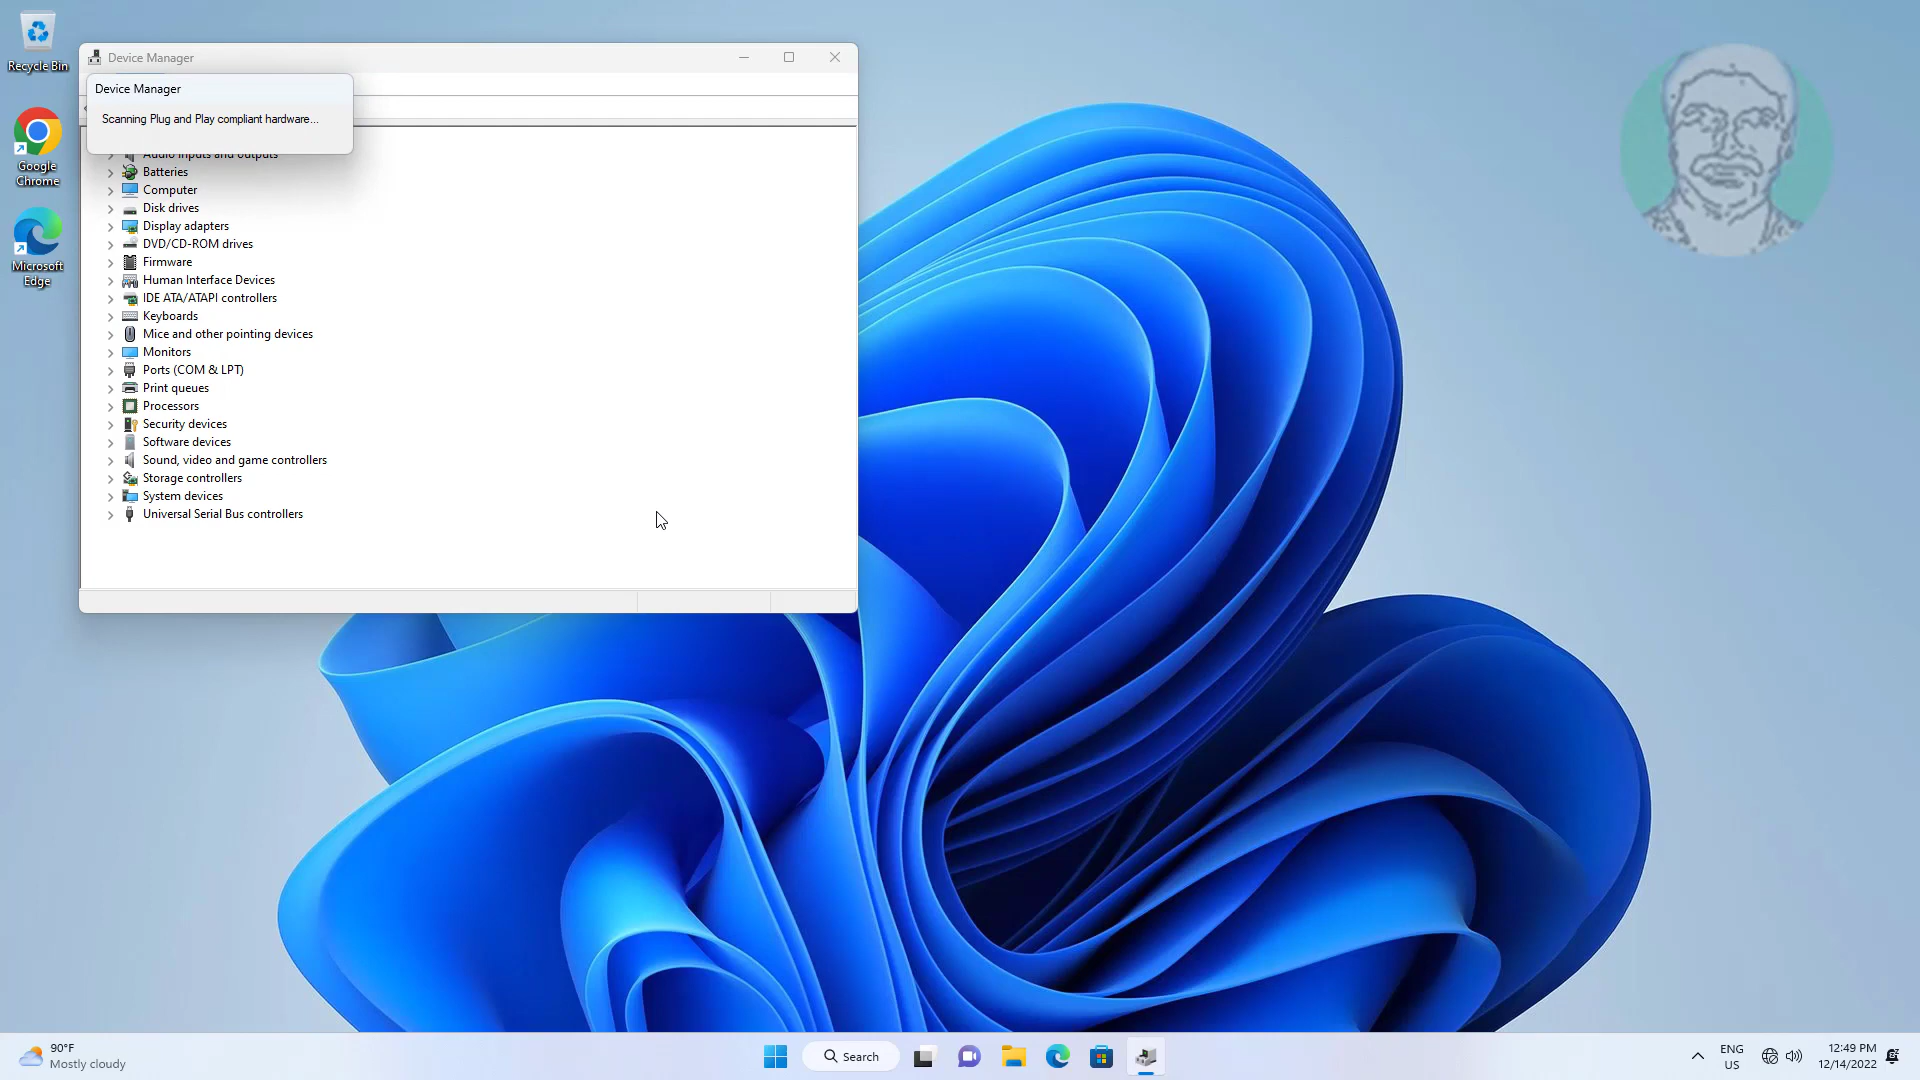 Recycle Bin
Google
Chrome
Microsoft
Edge
Device Manager
Device Manager
Scanning Plug and Play compliant hardware...
Audio inputs and outputs
Batteries
Computer
Disk drives
Display adapters
DVD/CD-ROM drives
Firmware
Human Interface Devices
IDE ATA/ATAPI controllers
Keyboards
Mice and other pointing devices
Monitors
Ports (COM & LPT)
Print queues
Processors
Security devices
Software devices
Sound, video and game controllers
Storage controllers
System devices
Universal Serial Bus controllers
90°F
Mostly cloudy
Search
ENG
US
12:49 PM
12/14/2022